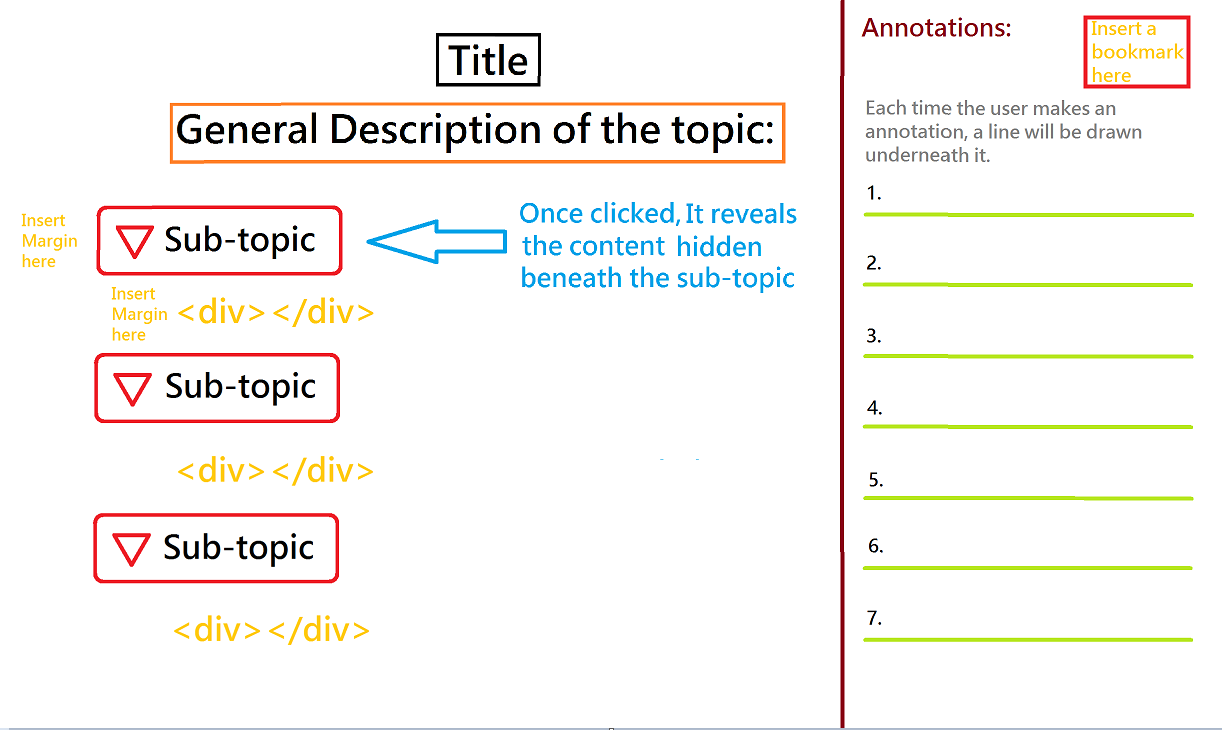 Title
General Description of the topic:
Insert
Margin
here
Sub-topic
Once clicked, It reveals
the content hidden
beneath the sub-topic
Insert
Margin
here
<div></div>
Sub-topic
<div></div>
Sub-topic
<div></div>
Annotations:
Insert a
bookmark
here
Each time the user makes an
annotation, a line will be drawn
underneath it.
1.
2.
3.
4.
5.
6.
7.